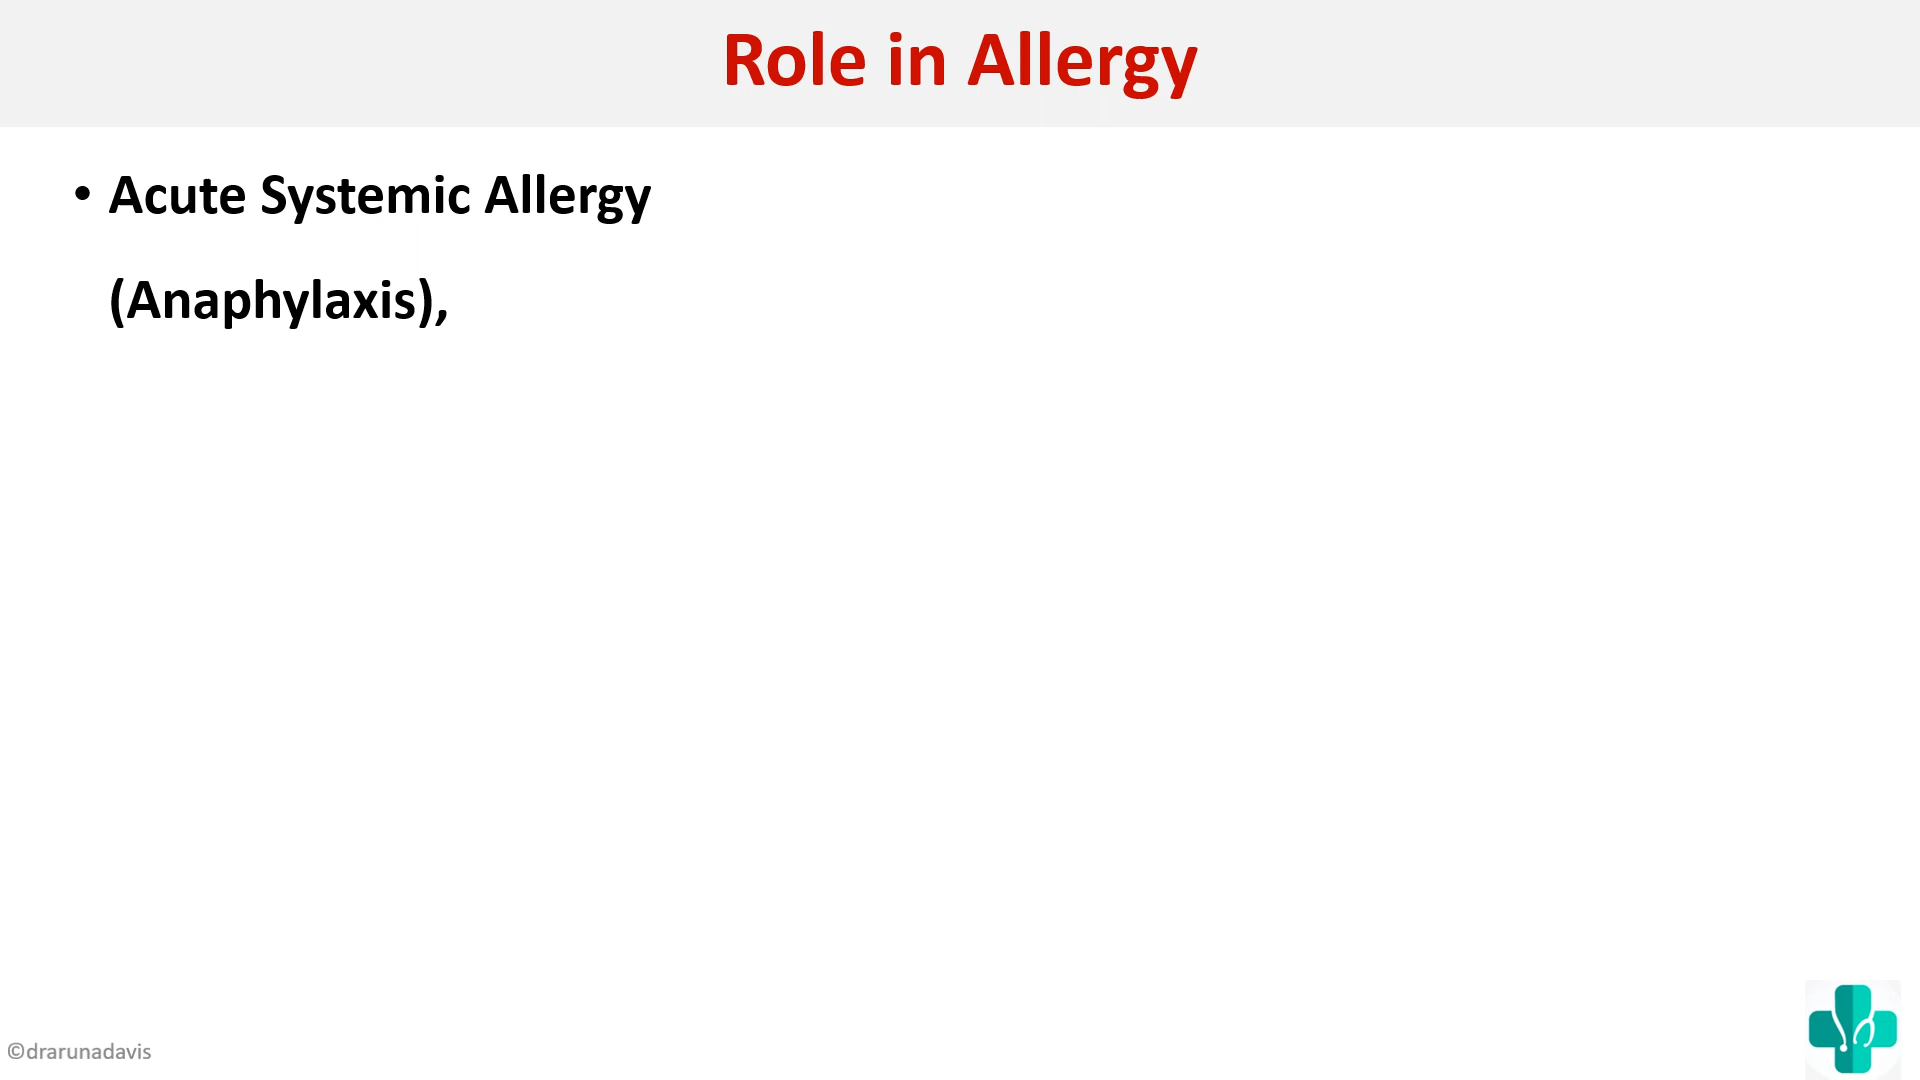 Role in Allergy
• Acute Systemic Allergy
(Anaphylaxis),
©drarunadavis